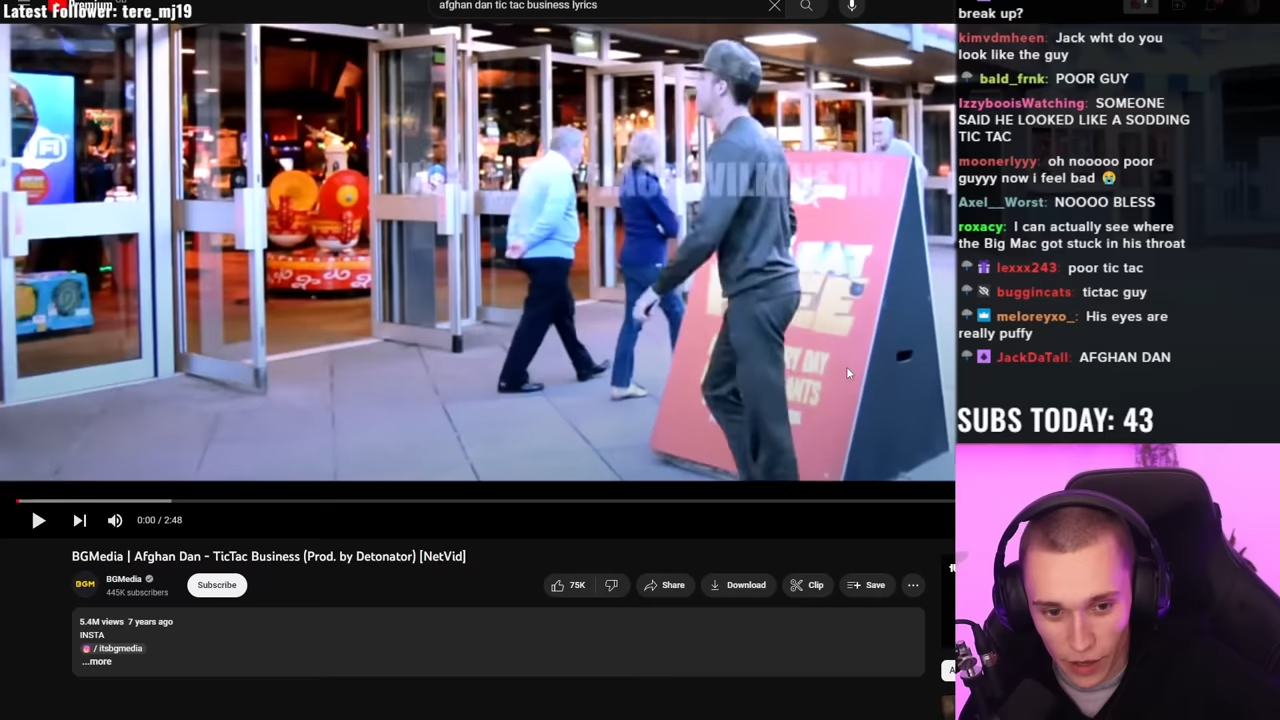 Latest Follower: tere_mj19
Premium
GB
afghan dan tic tac business lyrics
WILKINSON
0:00 / 2:48
BGMedia | Afghan Dan - TicTac Business (Prod. by Detonator) [NetVid]
BGM
BGMedia
445K subscribers
Subscribe
75K
Share
Download
Clip
Save
5.4M views 7 years ago
INSTA
/ itsbgmedia
...more
break up?
kimvdmheen: Jack wht do you
look like the guy
bald_frnk: POOR GUY
IzzybooisWatching: SOMEONE
SAID HE LOOKED LIKE A SODDING
TIC TAC
moonerlyyy: oh nooooo poor
guyyy now i feel bad 😭
Axel__Worst: NOOOO BLESS
roxacy: I can actually see where
the Big Mac got stuck in his throat
lexxx243: poor tic tac
buggincats: tictac guy
meloreyxo_: His eyes are
really puffy
JackDaTall: AFGHAN DAN
SUBS TODAY: 43